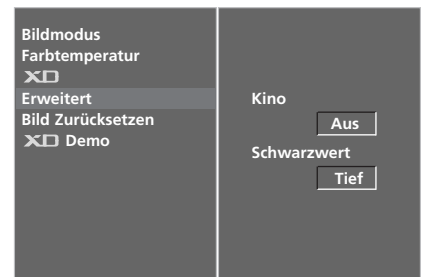 Bildmodus
Farbtemperatur
XD
Erweitert
Bild Zurücksetzen
XD Demo
Kino
Aus
Schwarzwert
Tief